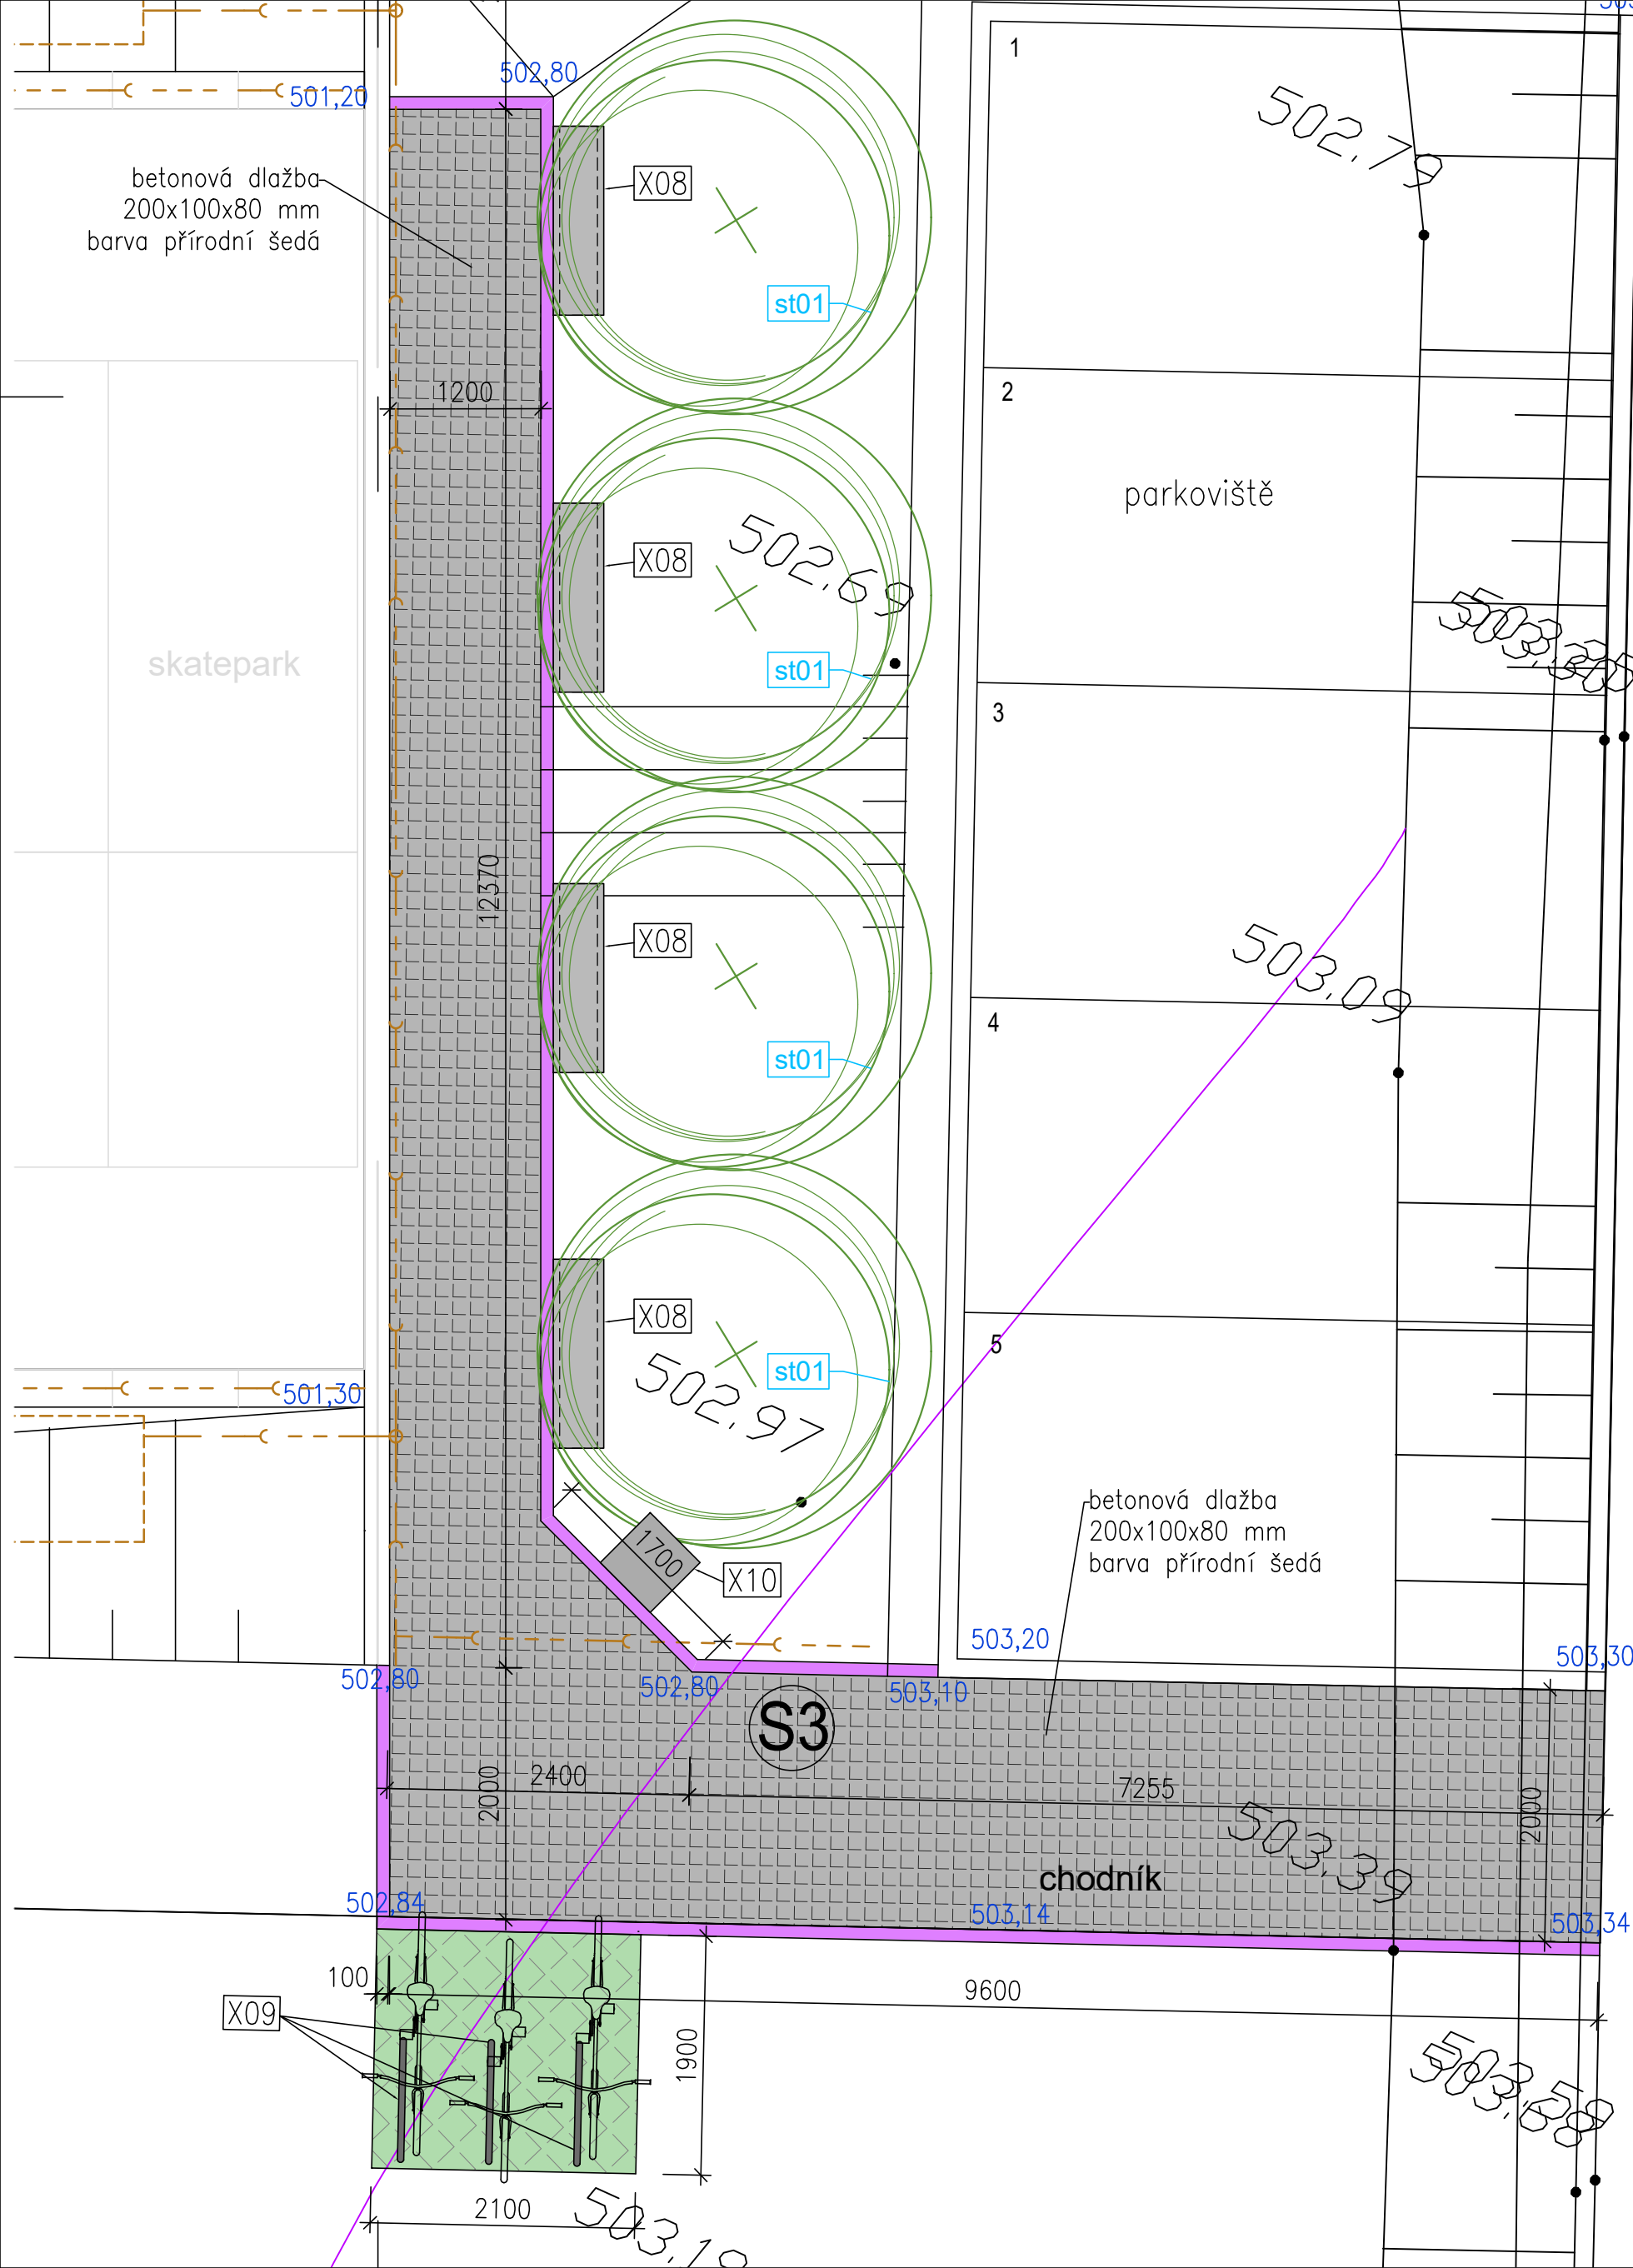 502,80
501,20
betonová dlažba
200x100x80 mm
barva přírodní šedá
X08
st01
1
502,79
1200
2
parkoviště
X08
502,69
st01
skatepark
3
12370
X08
503,09
st01
4
X08
501,30
502,97
st01
5
betonová dlažba
200x100x80 mm
barva přírodní šedá
1700
X10
503,20
503,30
502,80
502,80
503,10
S3
2400
2000
7255
2000
503,39
chodník
502,84
503,14
503,34
100
9600
X09
1900
2100